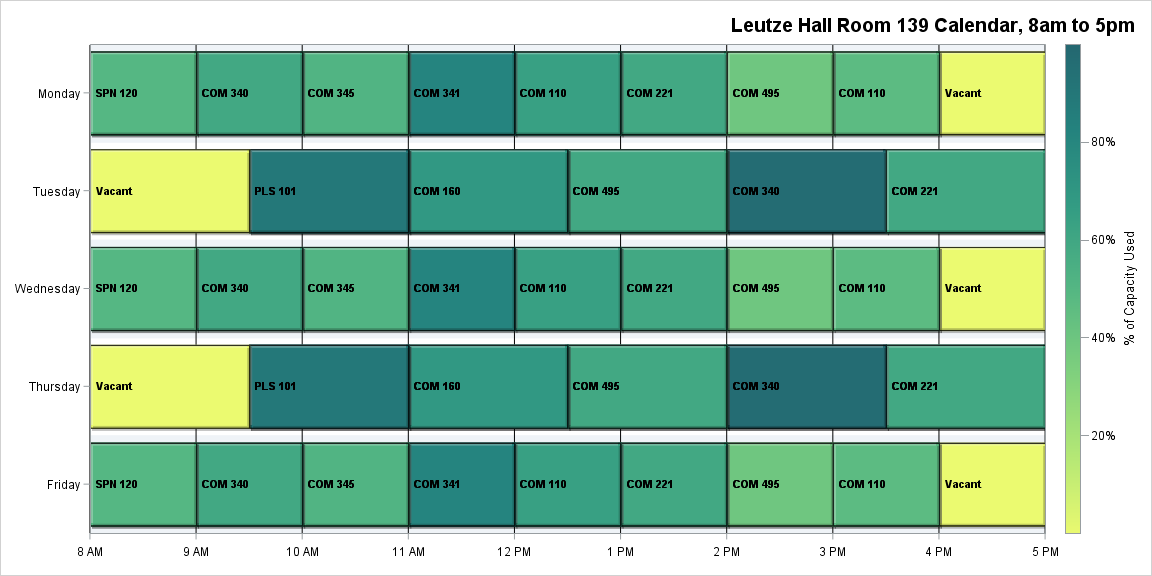 Leutze Hall Room 139 Calendar, 8am to 5pm
Monday
SPN 120
COM 340
COM 345
COM 341
COM 110
COM 221
COM 495
COM 110
Vacant
Tuesday
Vacant
PLS 101
COM 160
COM 495
COM 340
COM 221
Wednesday
SPN 120
COM 340
COM 345
COM 341
COM 110
COM 221
COM 495
COM 110
Vacant
Thursday
Vacant
PLS 101
COM 160
COM 495
COM 340
COM 221
Friday
SPN 120
COM 340
COM 345
COM 341
COM 110
COM 221
COM 495
COM 110
Vacant
8 AM
9 AM
10 AM
11 AM
12 PM
1 PM
2 PM
3 PM
4 PM
5 PM
80%
60%
40%
20%
% of Capacity Used